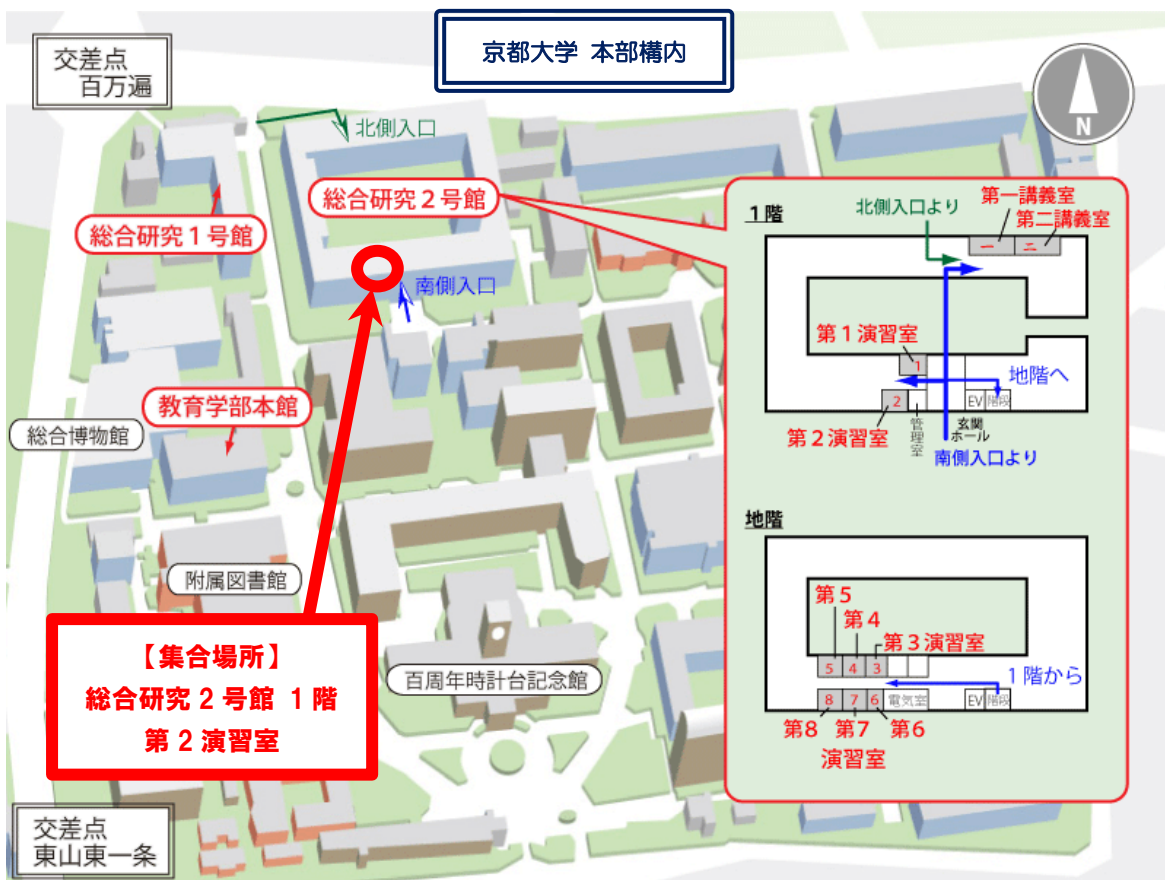 京都大学 本部構内
交差点
百万遍
N
北側入口
総合研究２号館
総合研究１号館
南側入口
教育学部本館
総合博物館
附属図書館
百周年時計台記念館
【集合場所】
総合研究 2 号館 1 階
第 2 演習室
交差点
東山東一条
1階
北側入口より
第一講義室
第二講義室
一
二
第１演習室
1
地階へ
2
管理室
EV
階段
玄関
ホール
第２演習室
南側入口より
地階
第５
第４
第３演習室
5
4
3
１階から
8
7
6
電気室
EV
階段
第8
第7
第6
演習室